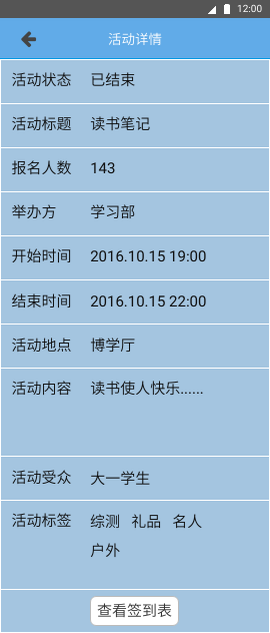 12:00
活动详情
活动状态 已结束
活动标题 读书笔记
报名人数 143
举办方 学习部
开始时间 2016.10.15 19:00
结束时间 2016.10.15 22:00
活动地点 博学厅
活动内容 读书使人快乐......
活动受众 大一学生
活动标签 综测 礼品 名人
户外
查看签到表